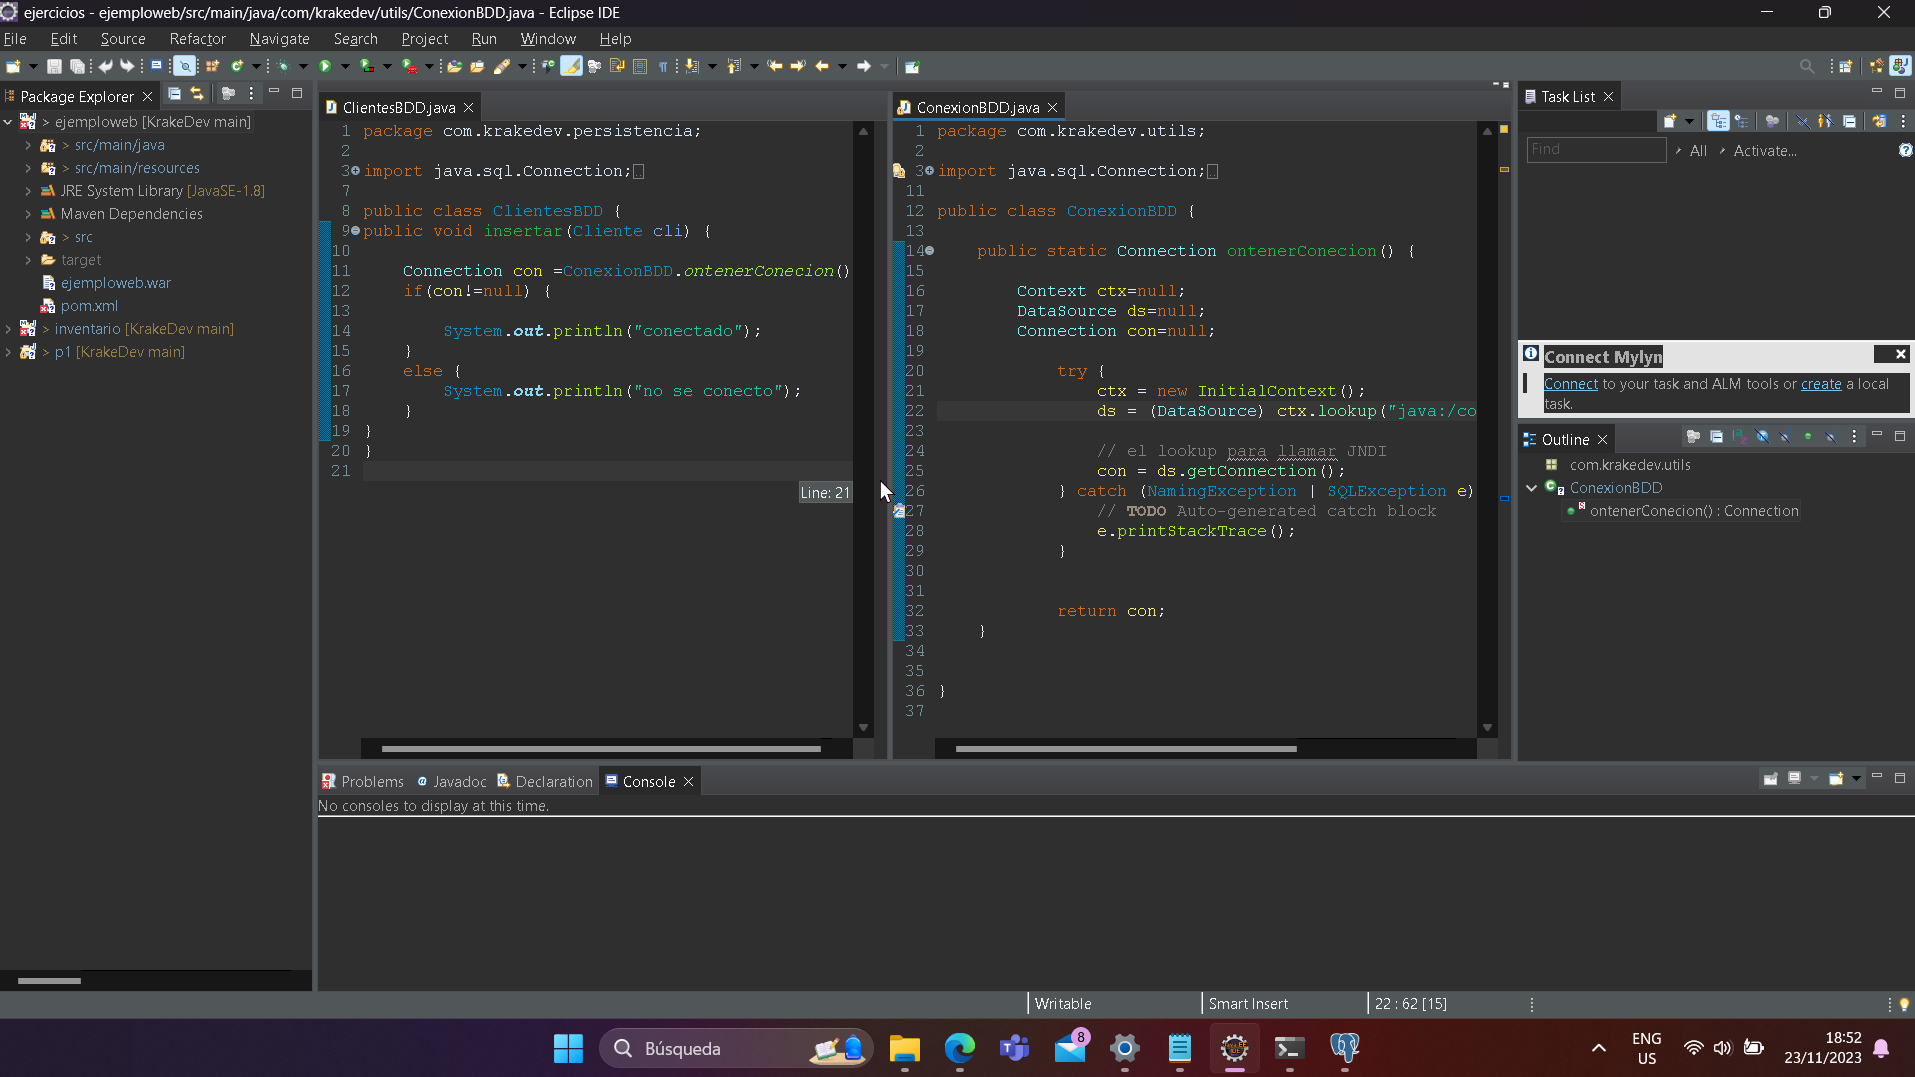 ejercicios - ejemploweb/src/main/java/com/krakedev/utils/ConexionBDD.java - Eclipse IDE
File Edit Source Refactor Navigate Search Project Run Window Help
Package Explorer
> ejemploweb [KrakeDev main]
> src/main/java
> src/main/resources
JRE System Library [JavaSE-1.8]
Maven Dependencies
> src
target
ejemploweb.war
pom.xml
> inventario [KrakeDev main]
> p1 [KrakeDev main]
ClientesBDD.java
1 package com.krakedev.persistencia;
2
3 import java.sql.Connection;
7
8 public class ClientesBDD {
9 public void insertar(Cliente cli) {
10
11 Connection con =ConexionBDD.ontenerConecion()
12 if(con!=null) {
13
14 System.out.println("conectado");
15 }
16 else {
17 System.out.println("no se conecto");
18 }
19 }
20 }
21
Line: 21
ConexionBDD.java
1 package com.krakedev.utils;
2
3 import java.sql.Connection;
11
12 public class ConexionBDD {
13
14 public static Connection ontenerConecion() {
15
16 Context ctx=null;
17 DataSource ds=null;
18 Connection con=null;
19
20 try {
21 ctx = new InitialContext();
22 ds = (DataSource) ctx.lookup("java:/co
23
24 // el lookup para llamar JNDI
25 con = ds.getConnection();
26 } catch (NamingException | SQLException e)
27 // TODO Auto-generated catch block
28 e.printStackTrace();
29 }
30
31
32 return con;
33 }
34
35
36 }
37
Task List
Find All Activate...
Connect Mylyn
Connect to your task and ALM tools or create a local
task.
Outline
com.krakedev.utils
ConexionBDD
ontenerConecion() : Connection
Problems Javadoc Declaration Console
No consoles to display at this time.
Writable Smart Insert 22 : 62 [15]
Búsqueda
8
ENG
US
18:52
23/11/2023